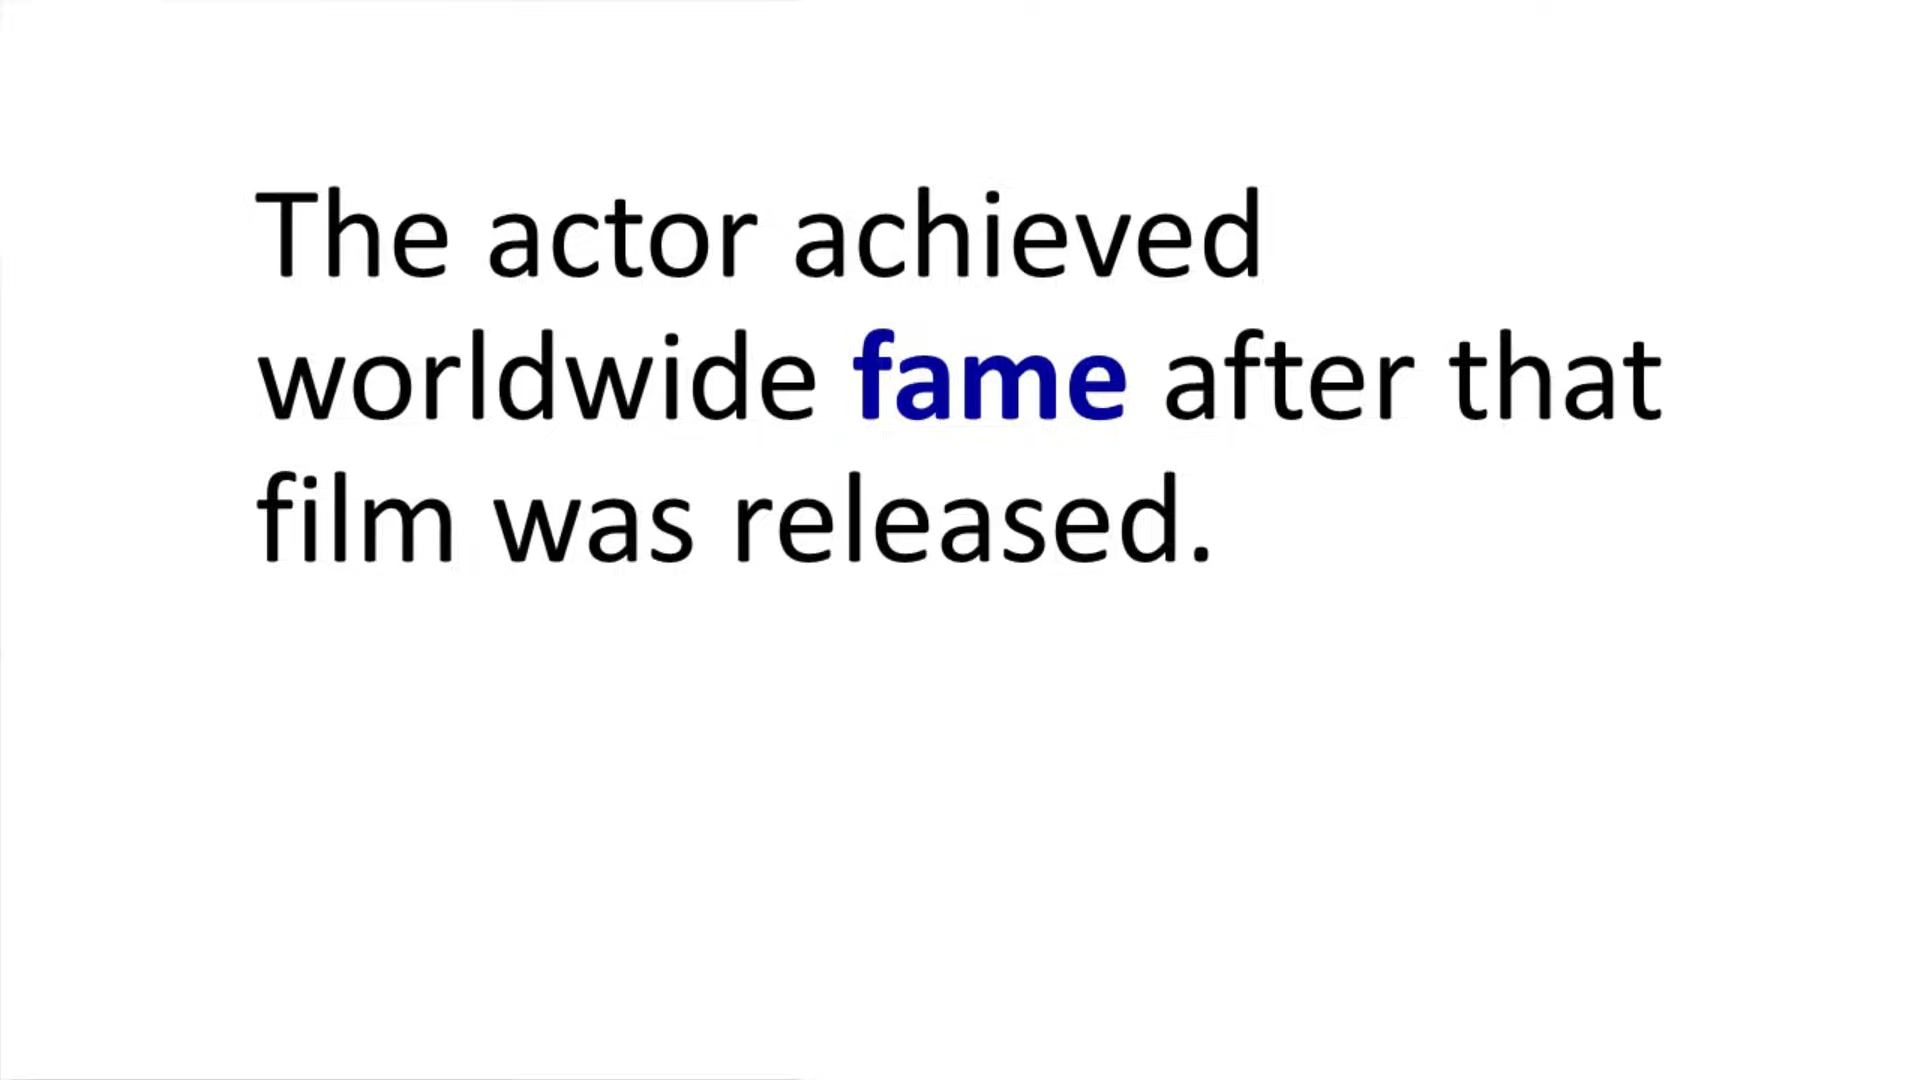 The actor achieved
worldwide fame after that
film was released.